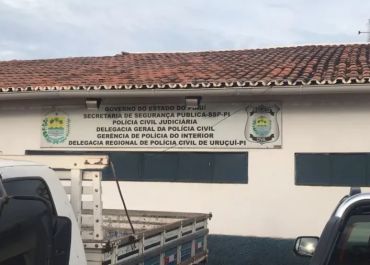 GOVERNO DO ESTADO DO PIAUÍ
SECRETARIA DE SEGURANÇA PÚBLICA-SSP-PI
POLÍCIA CIVIL JUDICIÁRIA
DELEGACIA GERAL DA POLÍCIA CIVIL
GERÊNCIA DE POLÍCIA DO INTERIOR
DELEGACIA REGIONAL DE POLÍCIA CIVIL DE URUÇUÍ-PI